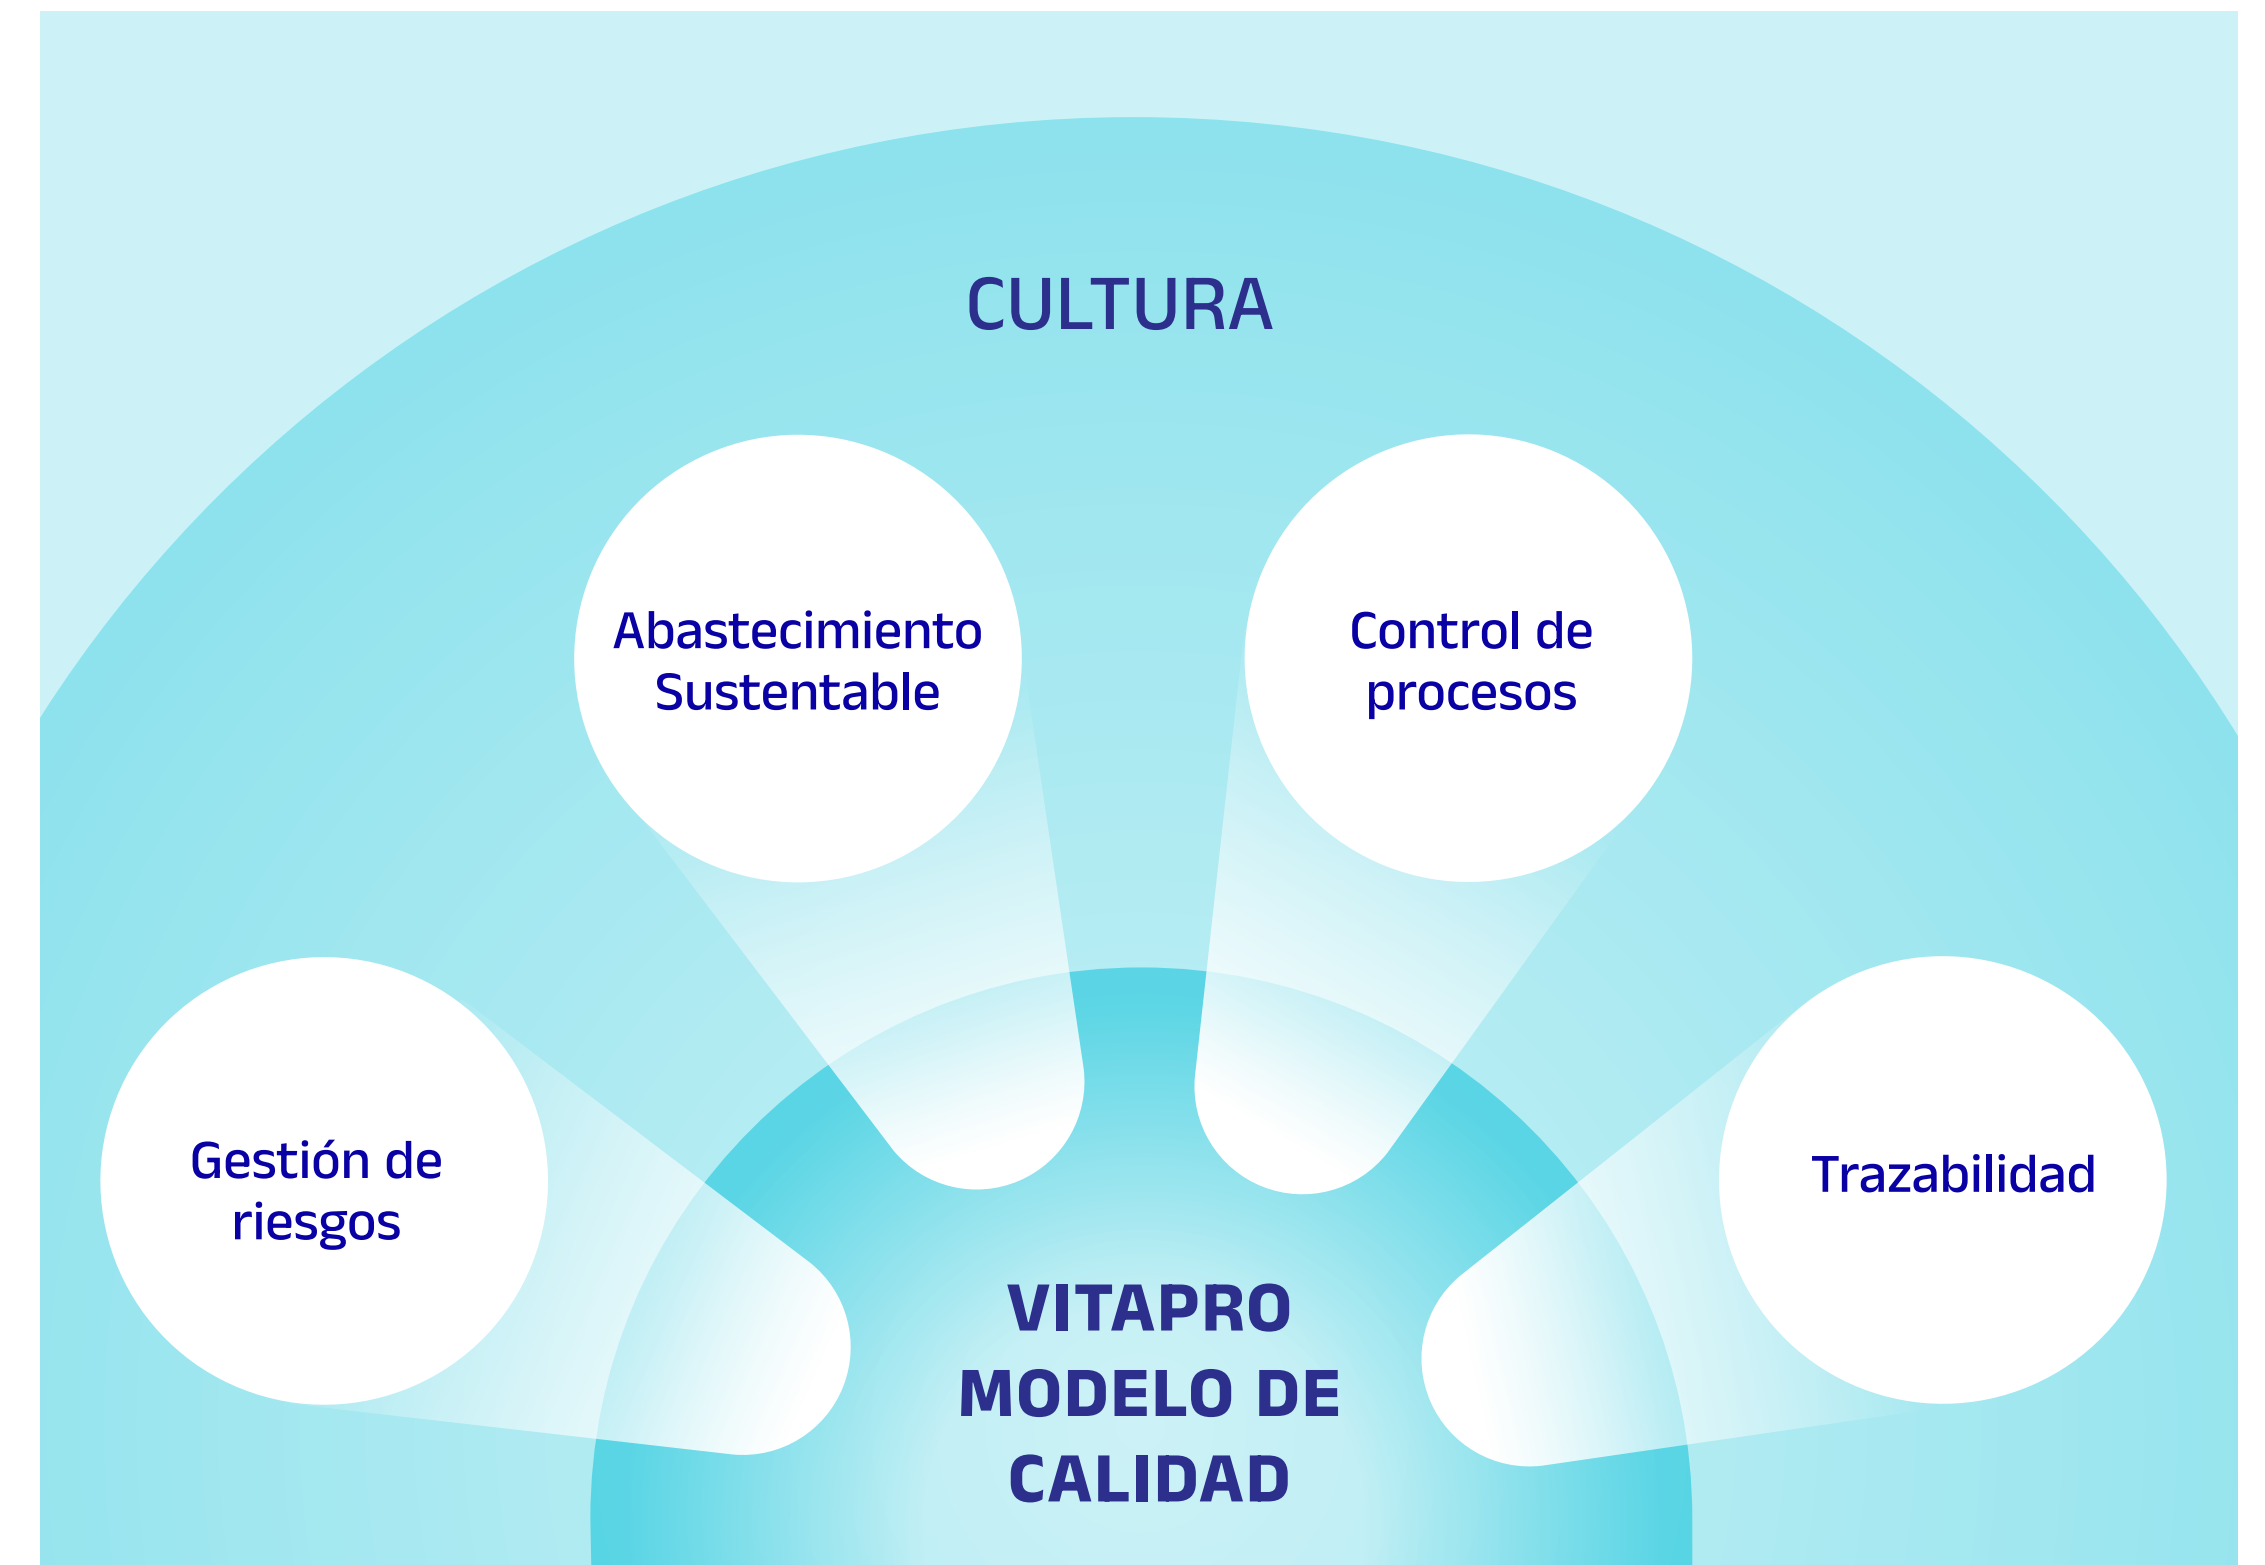 CULTURA
Abastecimiento
Sustentable
Control de
procesos
Gestión de
riesgos
Trazabilidad
VITAPRO
MODELO DE
CALIDAD